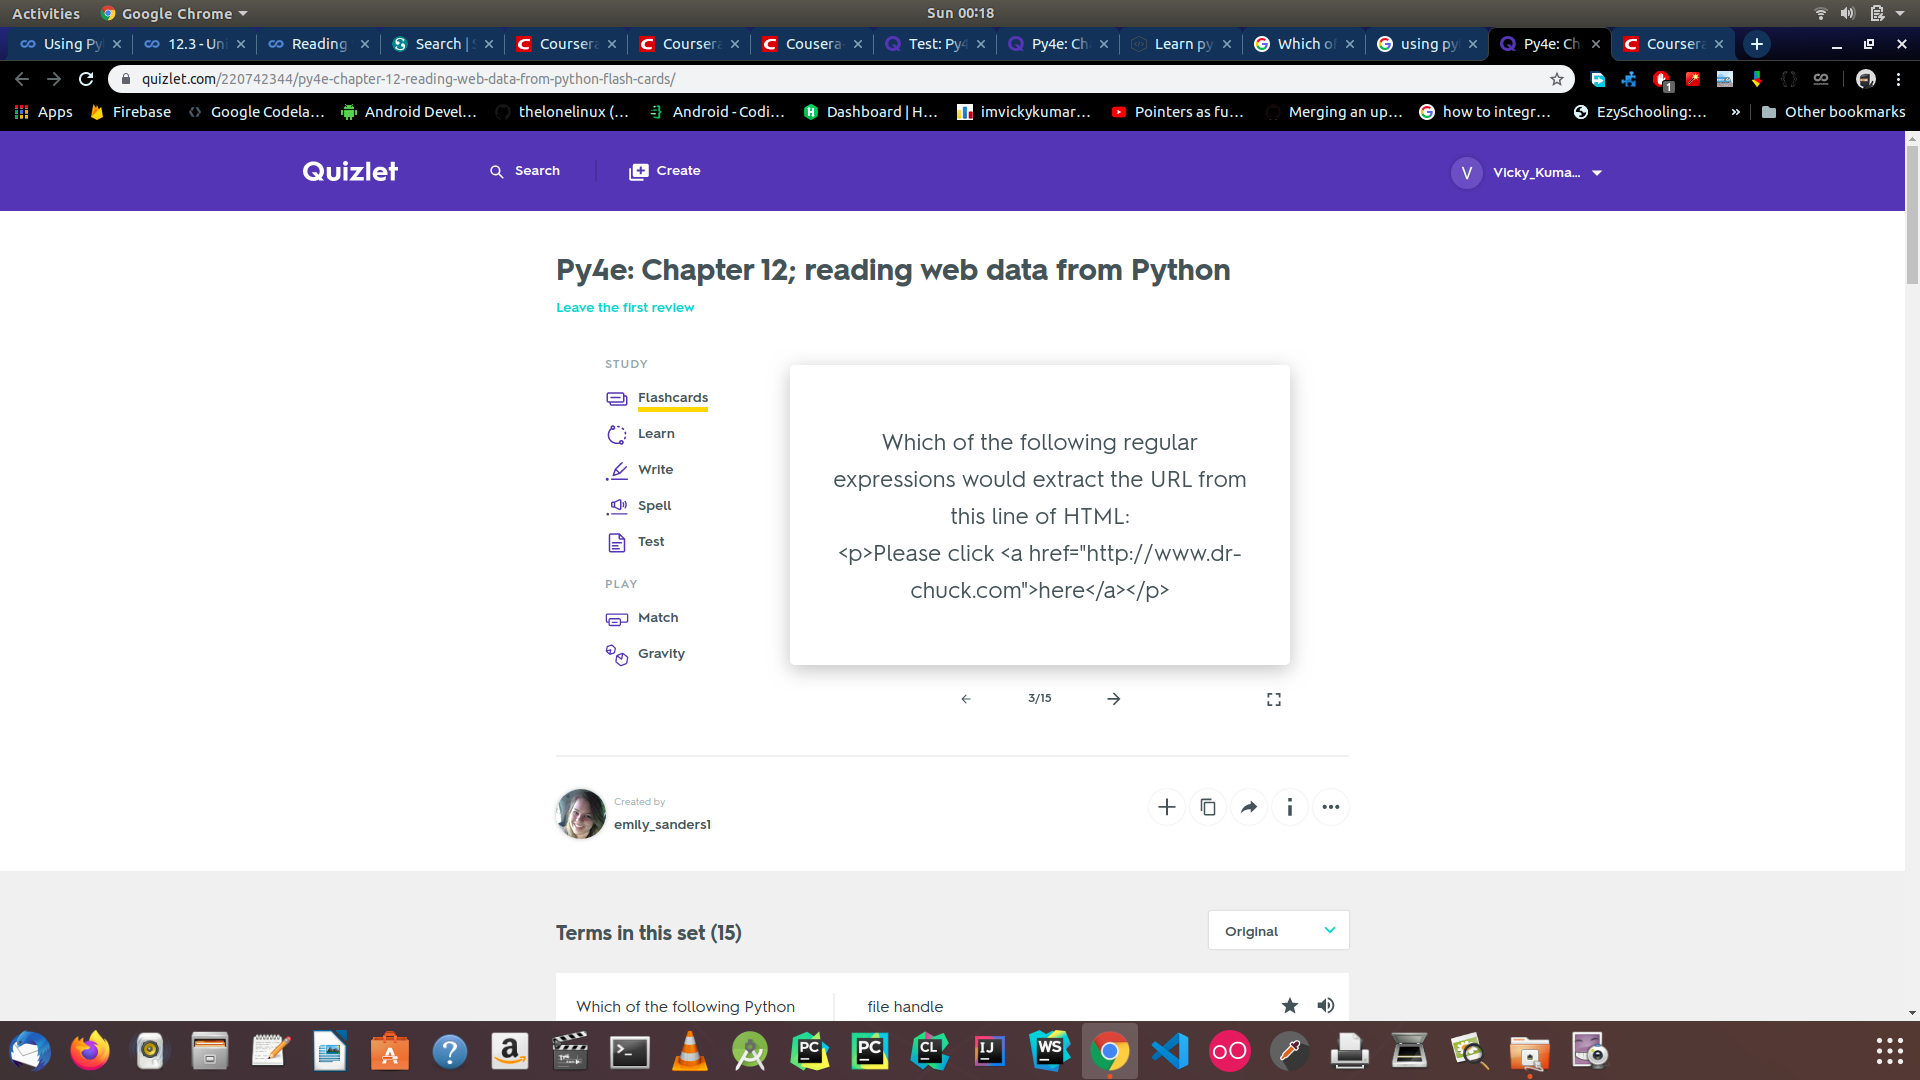 Activities
Google Chrome
Sun 00:18
Using Py
12.3 - Uni
Reading
Search | S
Coursera
Coursera
Cousera-
Test: Py4
Py4e: Ch
Learn py
Which of
using pyt
Py4e: Ch
Coursera
quizlet.com/220742344/py4e-chapter-12-reading-web-data-from-python-flash-cards/
1
Apps
Firebase
Google Codela...
Android Devel...
thelonelinux (...
Android - Codi...
Dashboard | H...
imvickykumar...
Pointers as fu...
Merging an up...
how to integr...
EzySchooling:...
»
Other bookmarks
Quizlet
Search
Create
V
VIcky_Kuma...
Py4e: Chapter 12; reading web data from Python
Leave the first review
STUDY
Flashcards
Learn
Write
Spell
Test
PLAY
Match
Gravity
Which of the following regular
expressions would extract the URL from
this line of HTML:
<p>Please click <a href="http://www.dr-
chuck.com">here</a></p>
3/15
Created by
emily_sanders1
Terms in this set (15)
Original
Which of the following Python
file handle